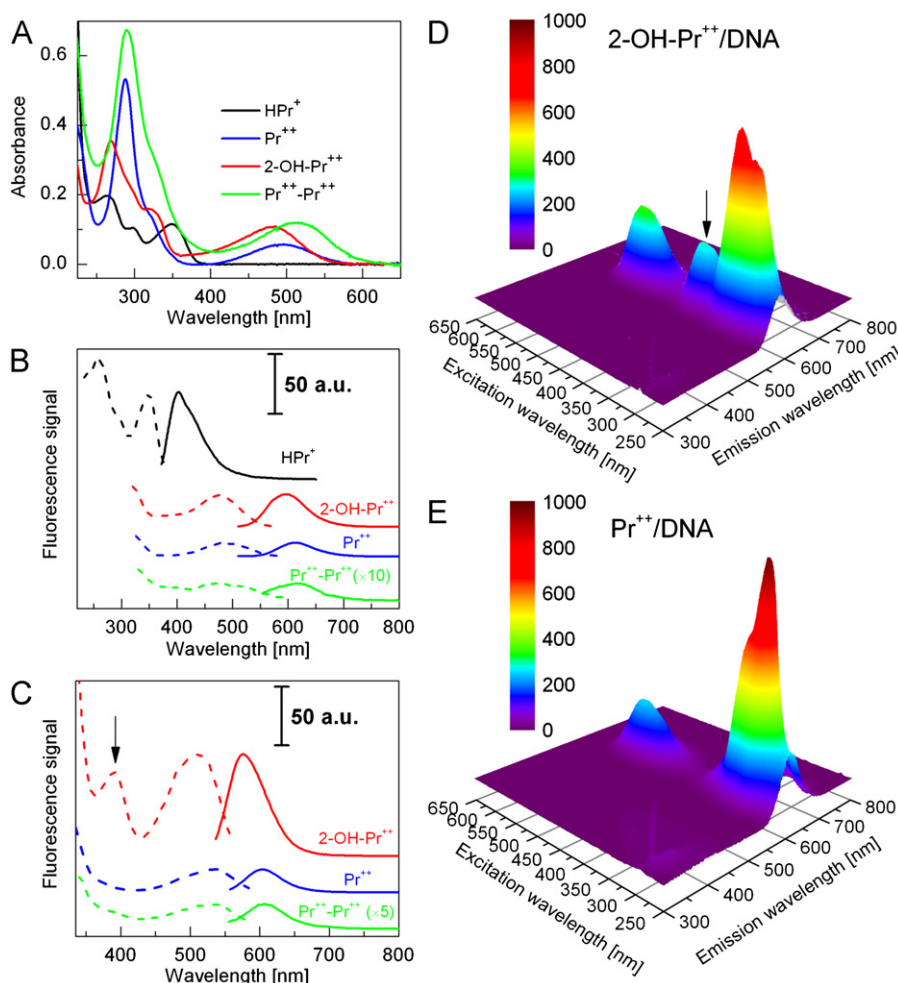 A
0.6
0.4
0.2
0.0
Absorbance
HPr+
Pr++
2-OH-Pr++
Pr++-Pr++
300 400 500 600
Wavelength [nm]
B
50 a.u.
Fluorescence signal
HPr+
2-OH-Pr++
Pr++
Pr++-Pr++ (×10)
300 400 500 600 700 800
Wavelength [nm]
C
50 a.u.
Fluorescence signal
2-OH-Pr++
Pr++
Pr++-Pr++ (×5)
400 500 600 700 800
Wavelength [nm]
D
2-OH-Pr++/DNA
1000
800
600
400
200
0
650 600 550 500 450 400 350 300 250
Excitation wavelength [nm]
300 400 500 600 700 800
Emission wavelength [nm]
E
Pr++/DNA
1000
800
600
400
200
0
650 600 550 500 450 400 350 300 250
Excitation wavelength [nm]
300 400 500 600 700 800
Emission wavelength [nm]